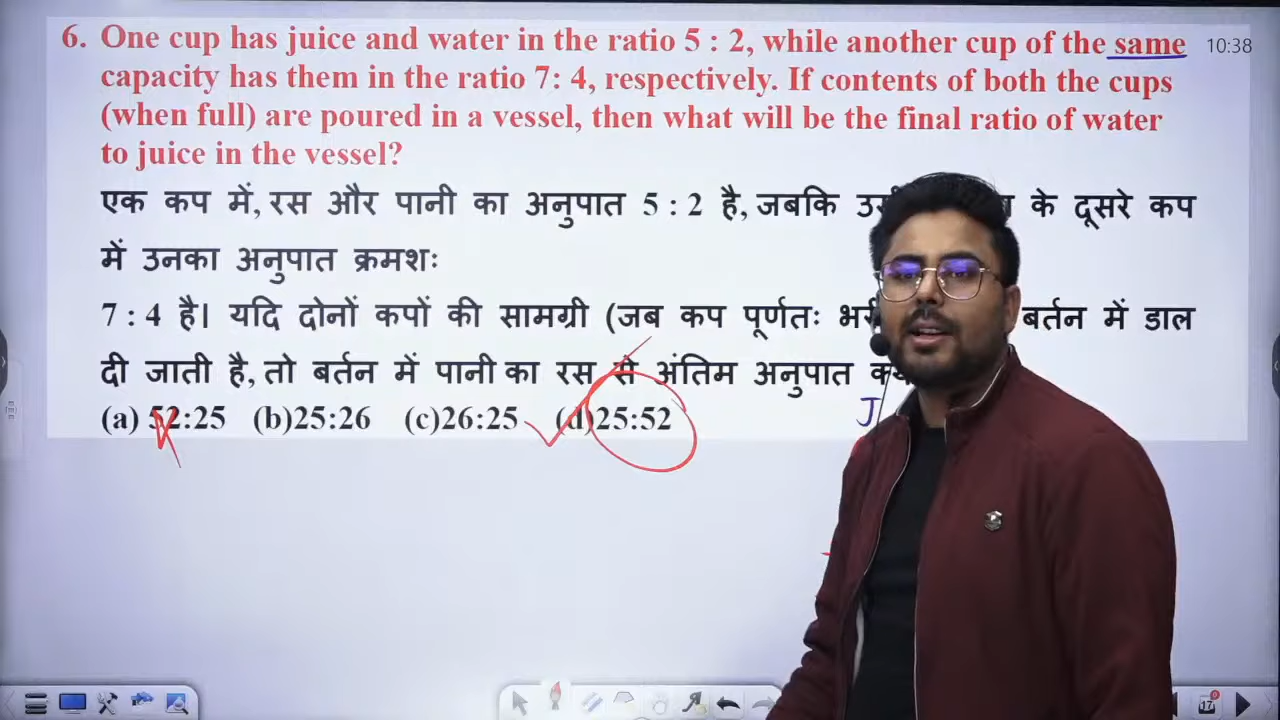 6. One cup has juice and water in the ratio 5 : 2, while another cup of the same
10:38
capacity has them in the ratio 7: 4, respectively. If contents of both the cups
(when full) are poured in a vessel, then what will be the final ratio of water
to juice in the vessel?
एक कप में, रस और पानी का अनुपात 5 : 2 है, जबकि के दूसरे कप
में उनका अनुपात क्रमशः
7 : 4 है। यदि दोनों कपों की सामग्री (जब कप पूर्णतः बर्तन में डाल
दी जाती है, तो बर्तन में पानी का रस से अंतिम अनुपात
(a) 52:25 (b)25:26 (c)26:25 (d)25:52
J